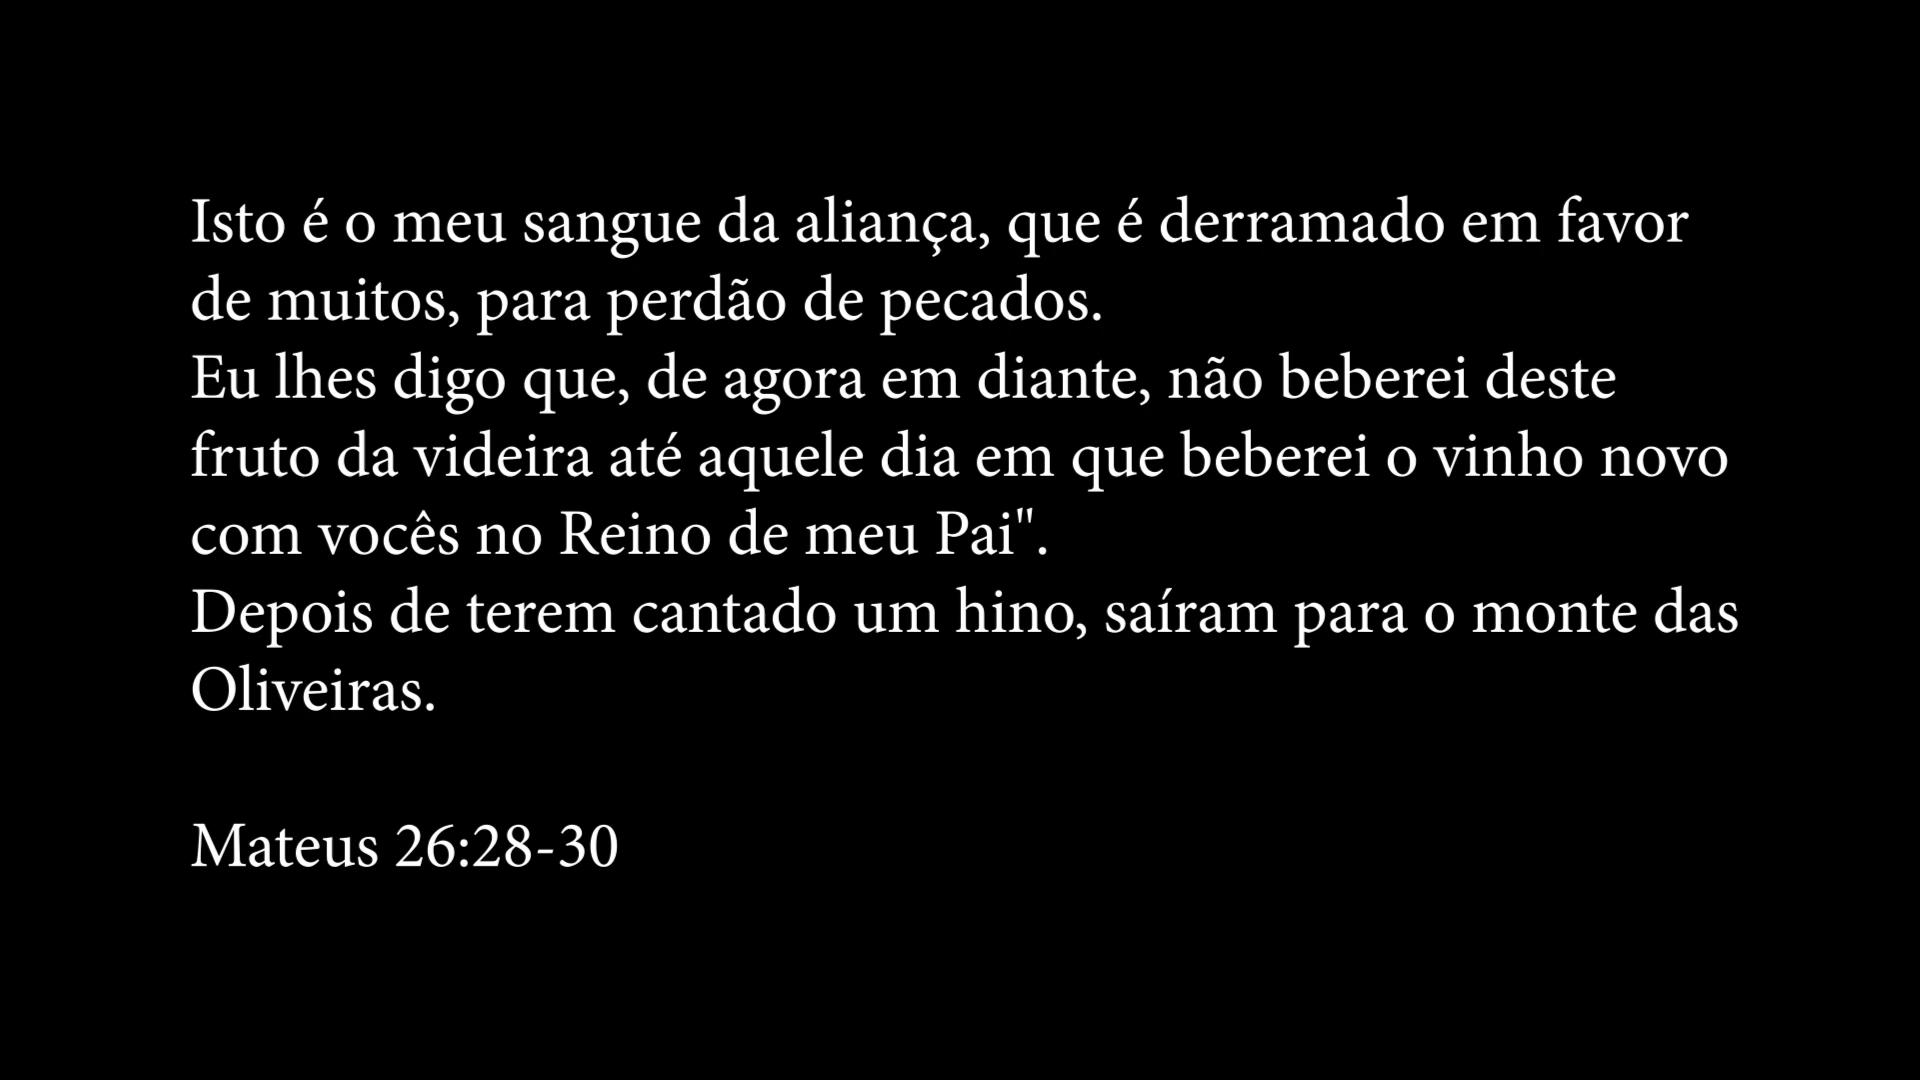 Isto é o meu sangue da aliança, que é derramado em favor
de muitos, para perdão de pecados.
Eu lhes digo que, de agora em diante, não beberei deste
fruto da videira até aquele dia em que beberei o vinho novo
com vocês no Reino de meu Pai".
Depois de terem cantado um hino, saíram para o monte das
Oliveiras.
Mateus 26:28-30